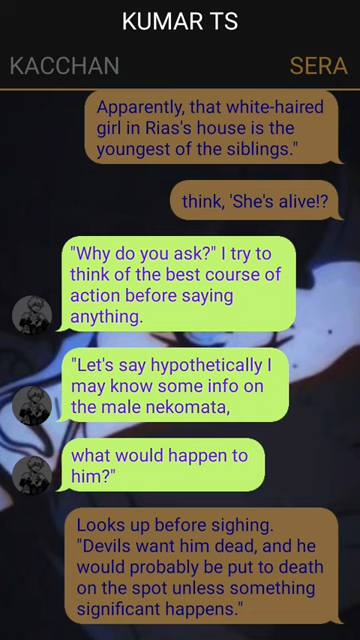 KUMAR TS
KACCHAN
SERA
Apparently, that white-haired
girl in Rias's house is the
youngest of the siblings."
think, 'She's alive!?
"Why do you ask?" I try to
think of the best course of
action before saying
anything.
"Let's say hypothetically I
may know some info on
the male nekomata,
what would happen to
him?"
Looks up before sighing.
"Devils want him dead, and he
would probably be put to death
on the spot unless something
significant happens."